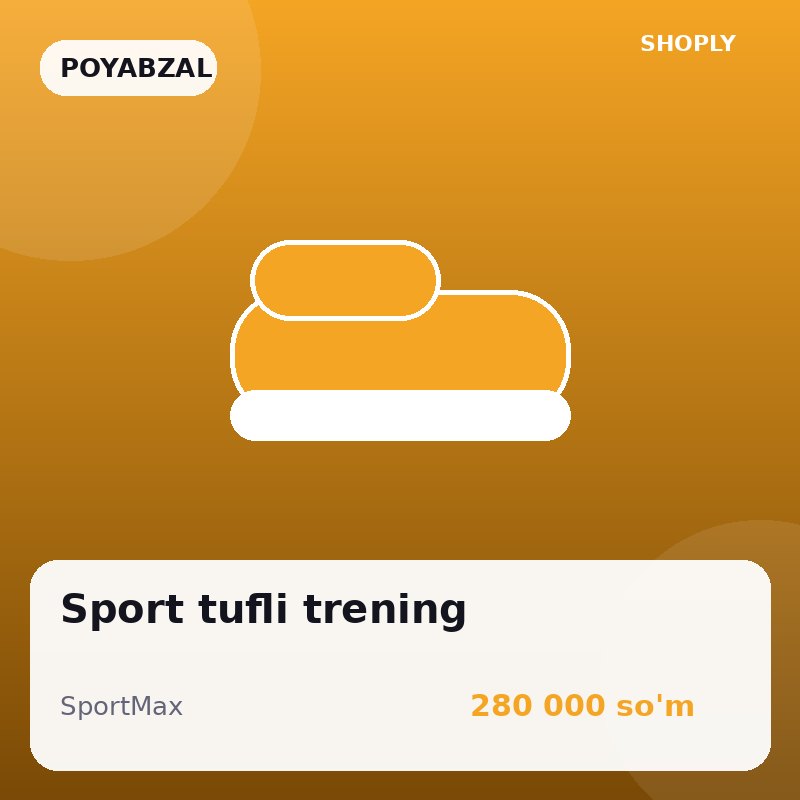 POYABZAL
SHOPLY
Sport tufli trening
SportMax
280 000 so'm